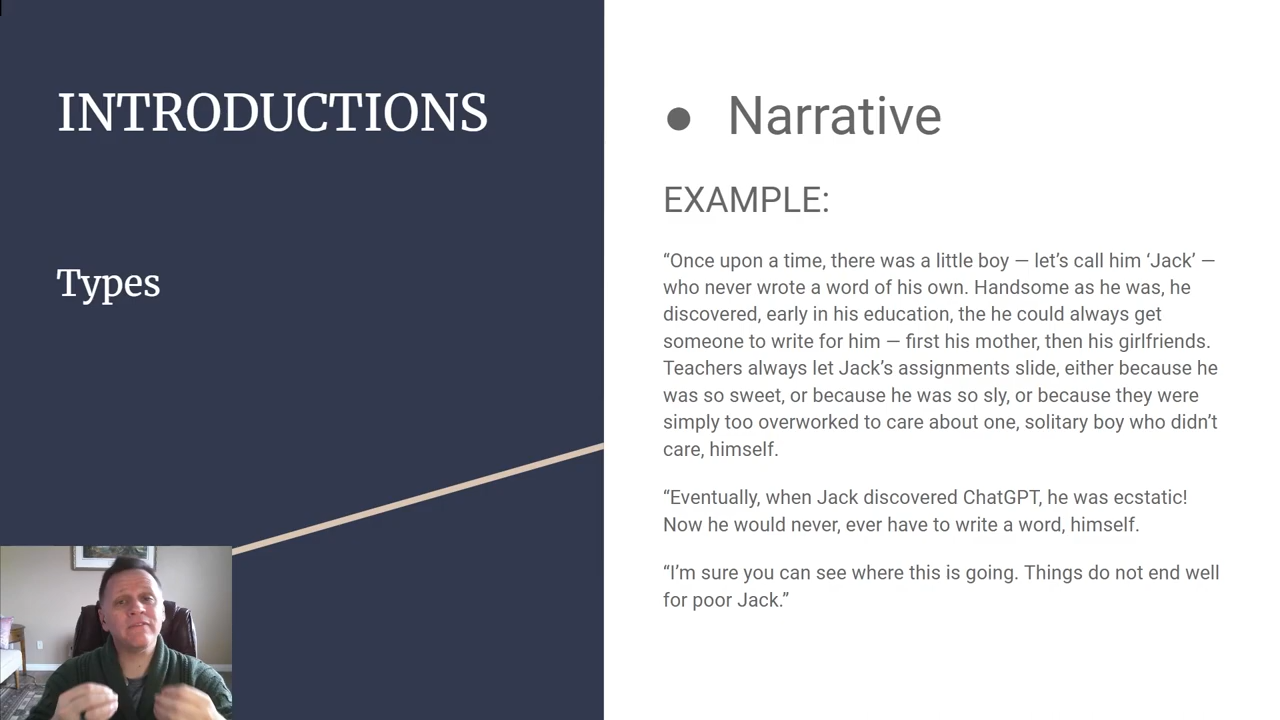 INTRODUCTIONS
Types
● Narrative
EXAMPLE:
“Once upon a time, there was a little boy — let’s call him ‘Jack’ —
who never wrote a word of his own. Handsome as he was, he
discovered, early in his education, the he could always get
someone to write for him — first his mother, then his girlfriends.
Teachers always let Jack’s assignments slide, either because he
was so sweet, or because he was so sly, or because they were
simply too overworked to care about one, solitary boy who didn’t
care, himself.
“Eventually, when Jack discovered ChatGPT, he was ecstatic!
Now he would never, ever have to write a word, himself.
“I’m sure you can see where this is going. Things do not end well
for poor Jack.”